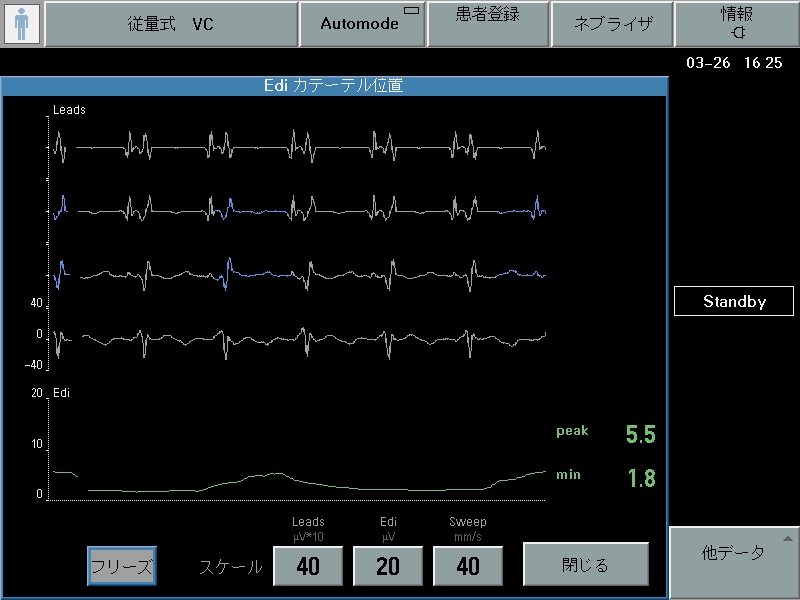 従量式 VC
Automode
患者登録
ネブライザ
情報
03-26 16 25
Edi カテーテル位置
Leads
40
0
-40
Standby
20
Edi
10
0
peak 5.5
min 1.8
Leads
μV*10
Edi
μV
Sweep
mm/s
フリーズ
スケール
40
20
40
閉じる
他データ